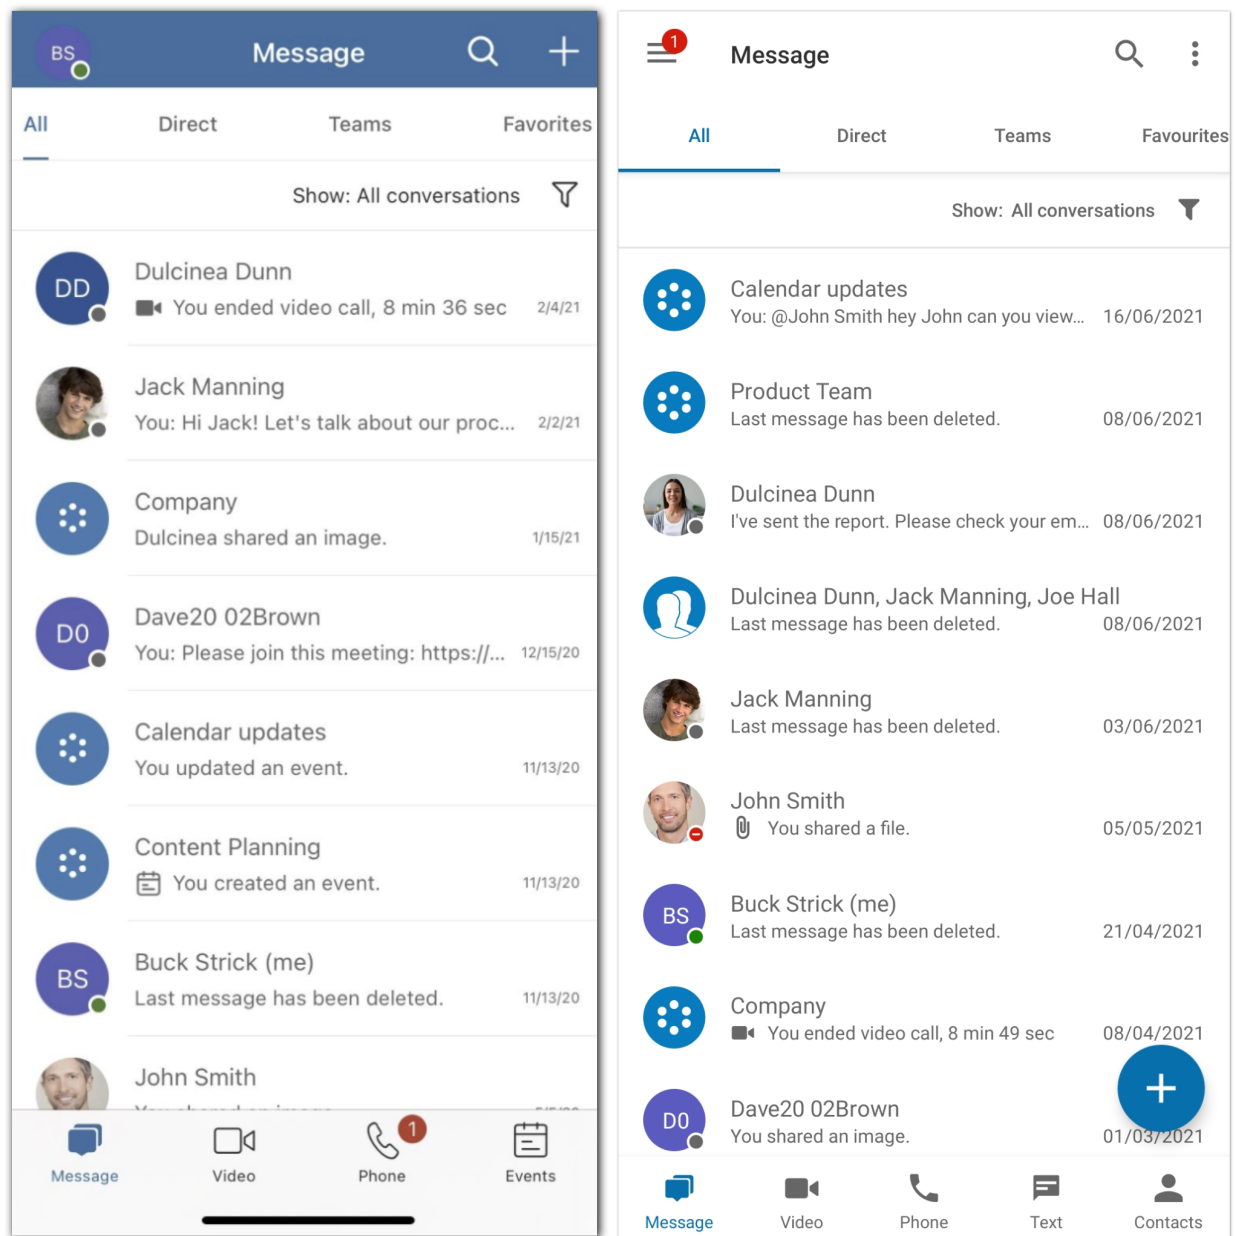 BS
Message
All Direct Teams Favorites
Show: All conversations
DD
Dulcinea Dunn
You ended video call, 8 min 36 sec 2/4/21
Jack Manning
You: Hi Jack! Let's talk about our proc... 2/2/21
Company
Dulcinea shared an image. 1/15/21
D0
Dave20 02Brown
You: Please join this meeting: https://... 12/15/20
Calendar updates
You updated an event. 11/13/20
Content Planning
You created an event. 11/13/20
BS
Buck Strick (me)
Last message has been deleted. 11/13/20
John Smith
1
Message Video Phone Events
1
Message
All Direct Teams Favourites
Show: All conversations
Calendar updates
You: @John Smith hey John can you view... 16/06/2021
Product Team
Last message has been deleted. 08/06/2021
Dulcinea Dunn
I've sent the report. Please check your em... 08/06/2021
Dulcinea Dunn, Jack Manning, Joe Hall
Last message has been deleted. 08/06/2021
Jack Manning
Last message has been deleted. 03/06/2021
John Smith
You shared a file. 05/05/2021
BS
Buck Strick (me)
Last message has been deleted. 21/04/2021
Company
You ended video call, 8 min 49 sec 08/04/2021
D0
Dave20 02Brown
You shared an image. 01/03/2021
Message Video Phone Text Contacts